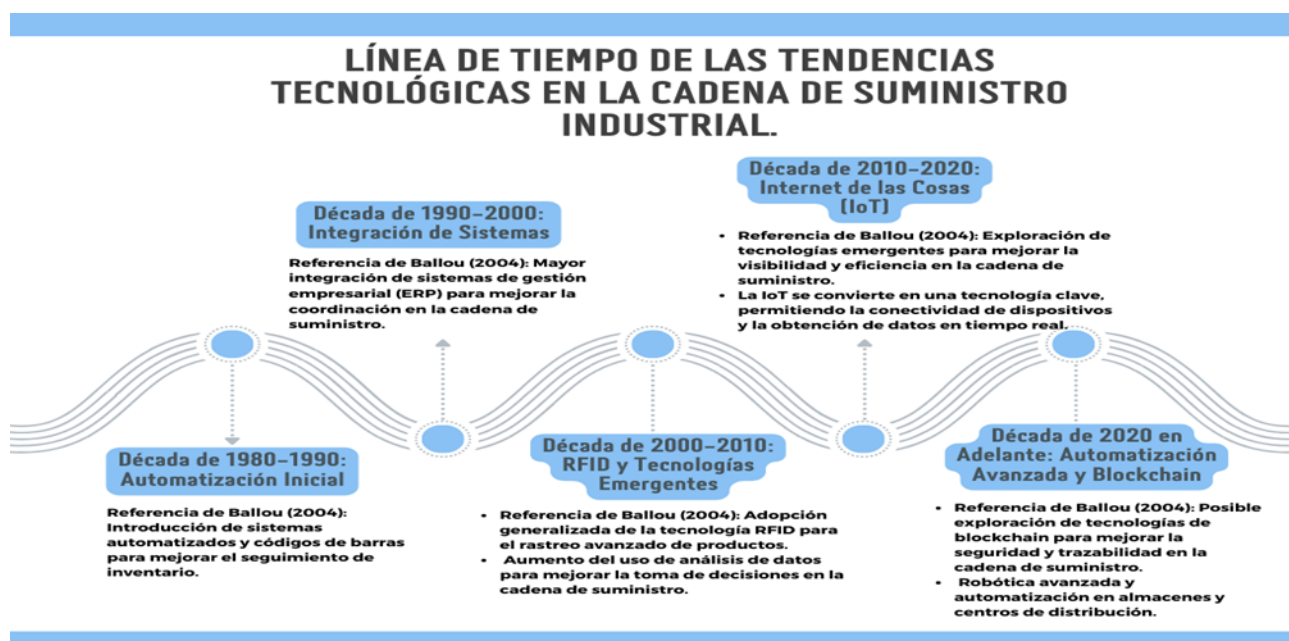 LÍNEA DE TIEMPO DE LAS TENDENCIAS
TECNOLÓGICAS EN LA CADENA DE SUMINISTRO
INDUSTRIAL.
Década de 1980-1990:
Automatización Inicial
Referencia de Ballou (2004):
Introducción de sistemas
automatizados y códigos de barras
para mejorar el seguimiento de
inventario.
Década de 1990-2000:
Integración de Sistemas
Referencia de Ballou (2004): Mayor
integración de sistemas de gestión
empresarial (ERP) para mejorar la
coordinación en la cadena de
suministro.
Década de 2000-2010:
RFID y Tecnologías
Emergentes
• Referencia de Ballou (2004): Adopción
generalizada de la tecnología RFID para
el rastreo avanzado de productos.
• Aumento del uso de análisis de datos
para mejorar la toma de decisiones en la
cadena de suministro.
Década de 2010-2020:
Internet de las Cosas
(IoT)
• Referencia de Ballou (2004): Exploración de
tecnologías emergentes para mejorar la
visibilidad y eficiencia en la cadena de
suministro.
• La IoT se convierte en una tecnología clave,
permitiendo la conectividad de dispositivos
y la obtención de datos en tiempo real.
Década de 2020 en
Adelante: Automatización
Avanzada y Blockchain
• Referencia de Ballou (2004): Posible
exploración de tecnologías de
blockchain para mejorar la
seguridad y trazabilidad en la
cadena de suministro.
• Robótica avanzada y
automatización en almacenes y
centros de distribución.